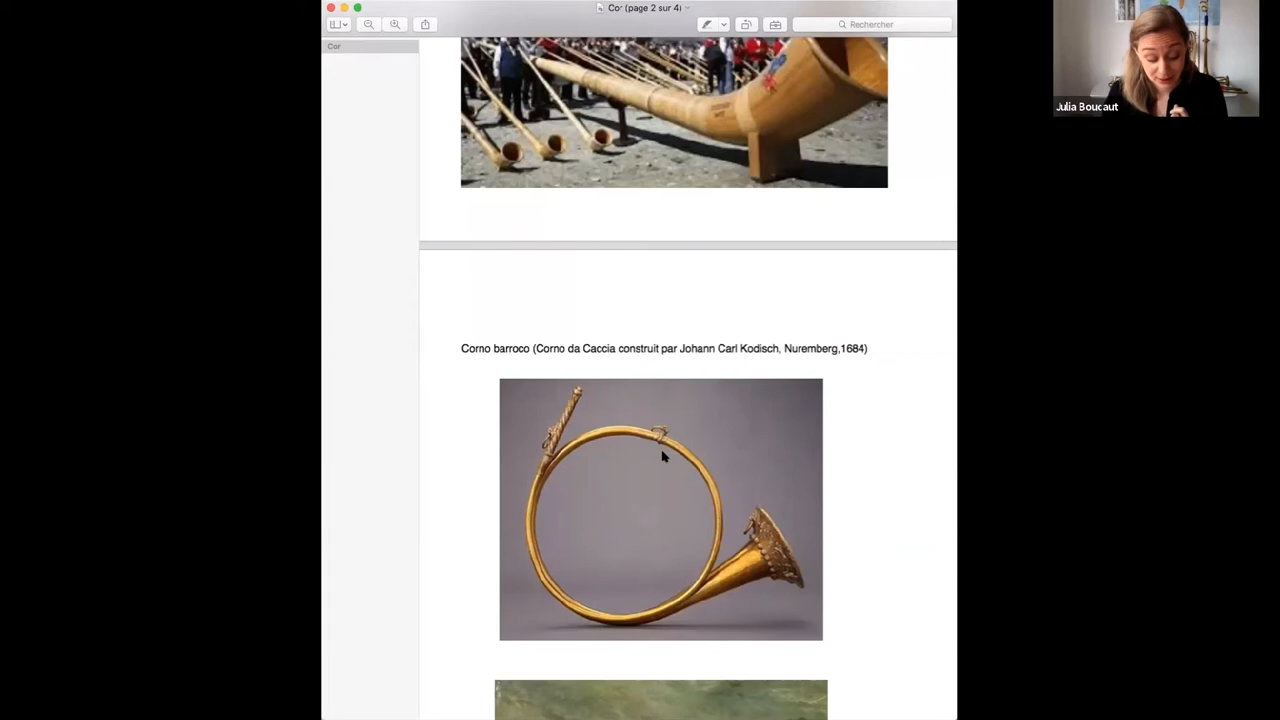 Cor (page 2 sur 4)
Rechercher
Cor
Julia Boucaut
Corno barroco (Corno da Caccia construit par Johann Carl Kodisch, Nuremberg,1684)